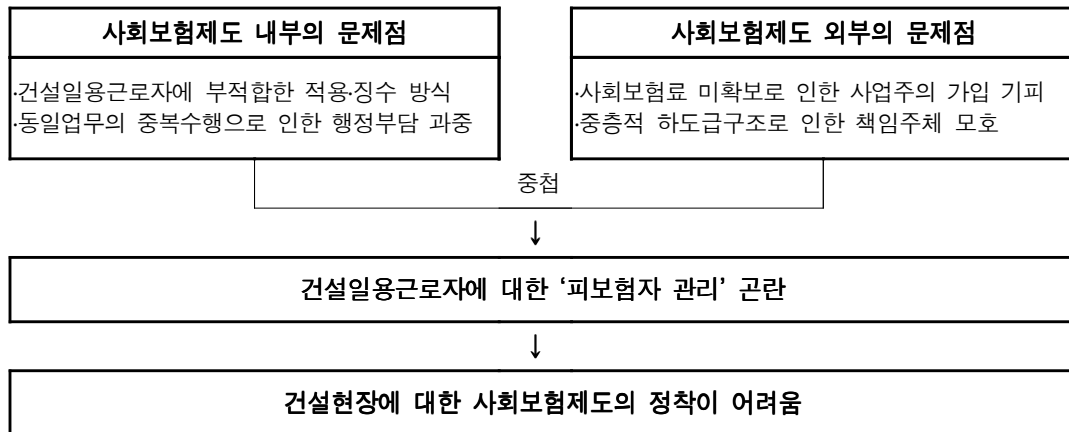 사회보험제도 내부의 문제점
·건설일용근로자에 부적합한 적용·징수 방식
·동일업무의 중복수행으로 인한 행정부담 과중
사회보험제도 외부의 문제점
·사회보험료 미확보로 인한 사업주의 가입 기피
·중층적 하도급구조로 인한 책임주체 모호
중첩
↓
건설일용근로자에 대한 ‘피보험자 관리’ 곤란
↓
건설현장에 대한 사회보험제도의 정착이 어려움